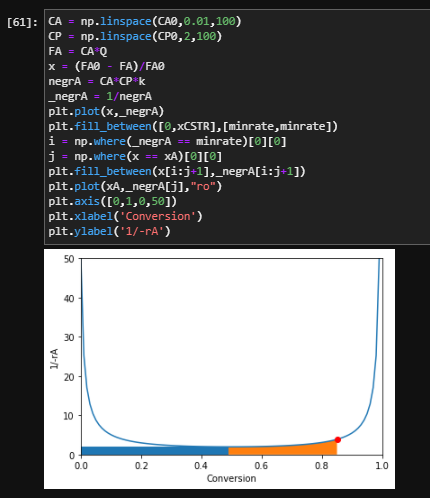 [61]:
CA = np.linspace(CA0,0.01,100)
CP = np.linspace(CP0,2,100)
FA = CA*Q
x = (FA0 - FA)/FA0
negrA = CA*CP*k
_negrA = 1/negrA
plt.plot(x,_negrA)
plt.fill_between([0,xCSTR],[minrate,minrate])
i = np.where(_negrA == minrate)[0][0]
j = np.where(x == xA)[0][0]
plt.fill_between(x[i:j+1],_negrA[i:j+1])
plt.plot(xA,_negrA[j],"ro")
plt.axis([0,1,0,50])
plt.xlabel('Conversion')
plt.ylabel('1/-rA')
50
40
30
20
10
0
1/-rA
0.0 0.2 0.4 0.6 0.8 1.0
Conversion